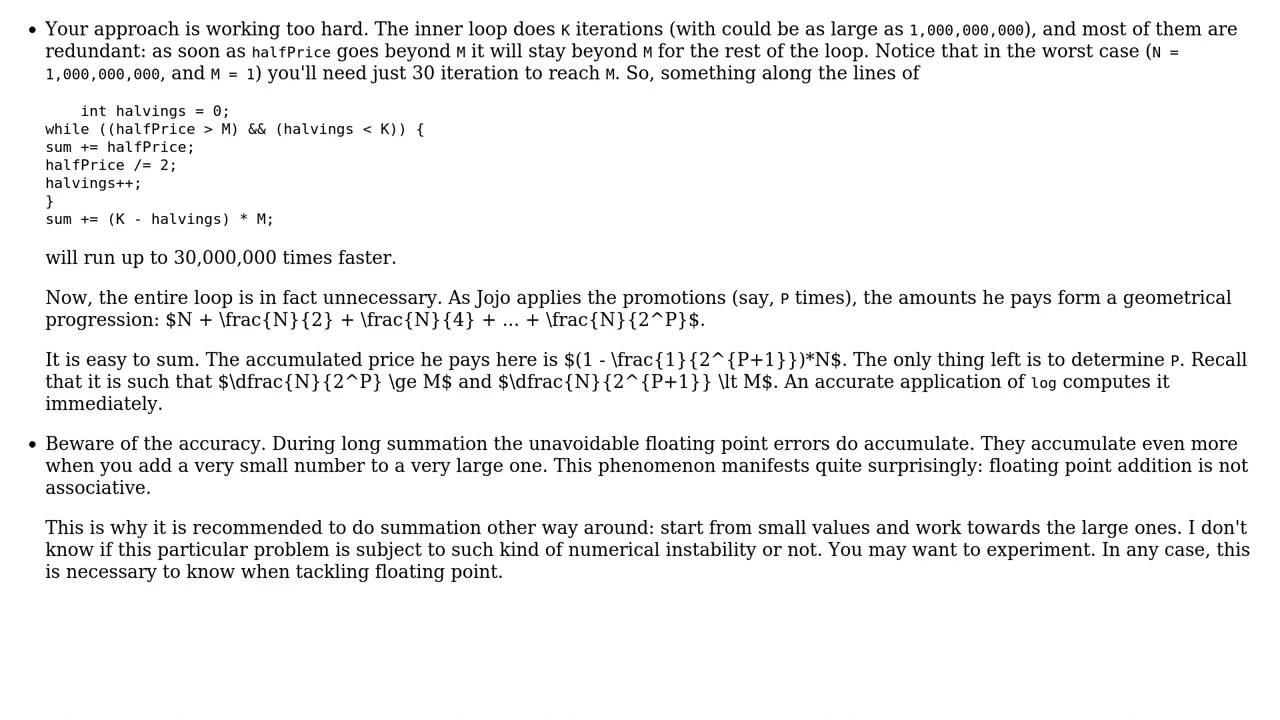 • Your approach is working too hard. The inner loop does K iterations (with could be as large as 1,000,000,000), and most of them are
redundant: as soon as halfPrice goes beyond M it will stay beyond M for the rest of the loop. Notice that in the worst case (N =
1,000,000,000, and M = 1) you'll need just 30 iteration to reach M. So, something along the lines of
    int halvings = 0;
while ((halfPrice > M) && (halvings < K)) {
sum += halfPrice;
halfPrice /= 2;
halvings++;
}
sum += (K - halvings) * M;
will run up to 30,000,000 times faster.
Now, the entire loop is in fact unnecessary. As Jojo applies the promotions (say, P times), the amounts he pays form a geometrical
progression: $N + \frac{N}{2} + \frac{N}{4} + ... + \frac{N}{2^P}$.
It is easy to sum. The accumulated price he pays here is $(1 - \frac{1}{2^{P+1}})*N$. The only thing left is to determine P. Recall
that it is such that $\dfrac{N}{2^P} \ge M$ and $\dfrac{N}{2^{P+1}} \lt M$. An accurate application of log computes it
immediately.
• Beware of the accuracy. During long summation the unavoidable floating point errors do accumulate. They accumulate even more
when you add a very small number to a very large one. This phenomenon manifests quite surprisingly: floating point addition is not
associative.
This is why it is recommended to do summation other way around: start from small values and work towards the large ones. I don't
know if this particular problem is subject to such kind of numerical instability or not. You may want to experiment. In any case, this
is necessary to know when tackling floating point.